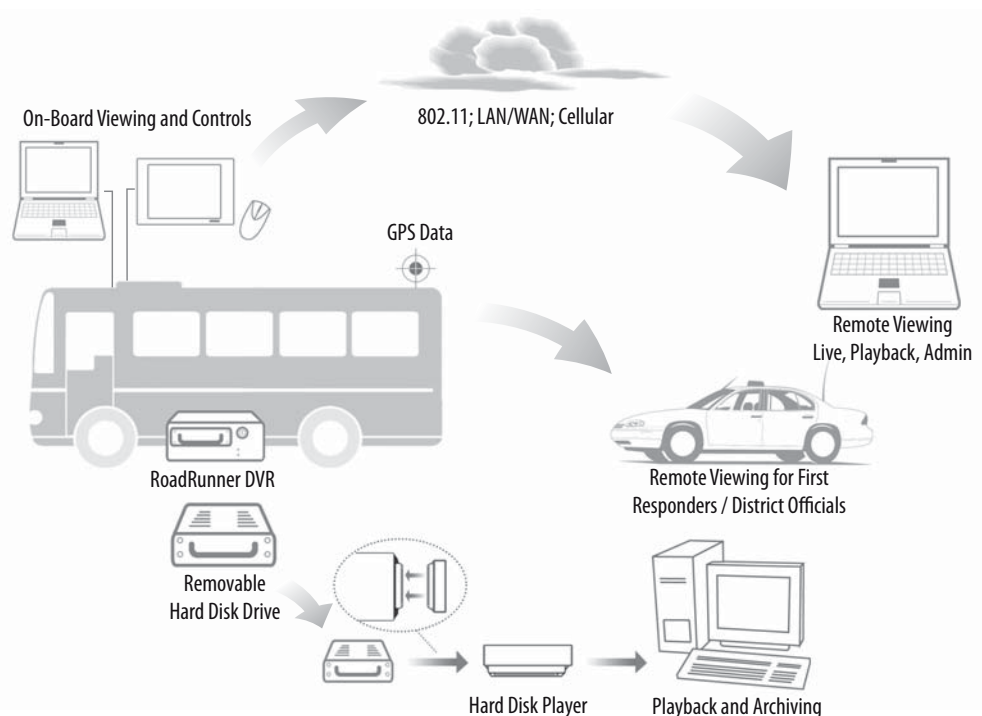 802.11; LAN/WAN; Cellular
On-Board Viewing and Controls
GPS Data
Remote Viewing
Live, Playback, Admin
RoadRunner DVR
Remote Viewing for First
Responders / District Officials
Removable
Hard Disk Drive
Hard Disk Player
Playback and Archiving